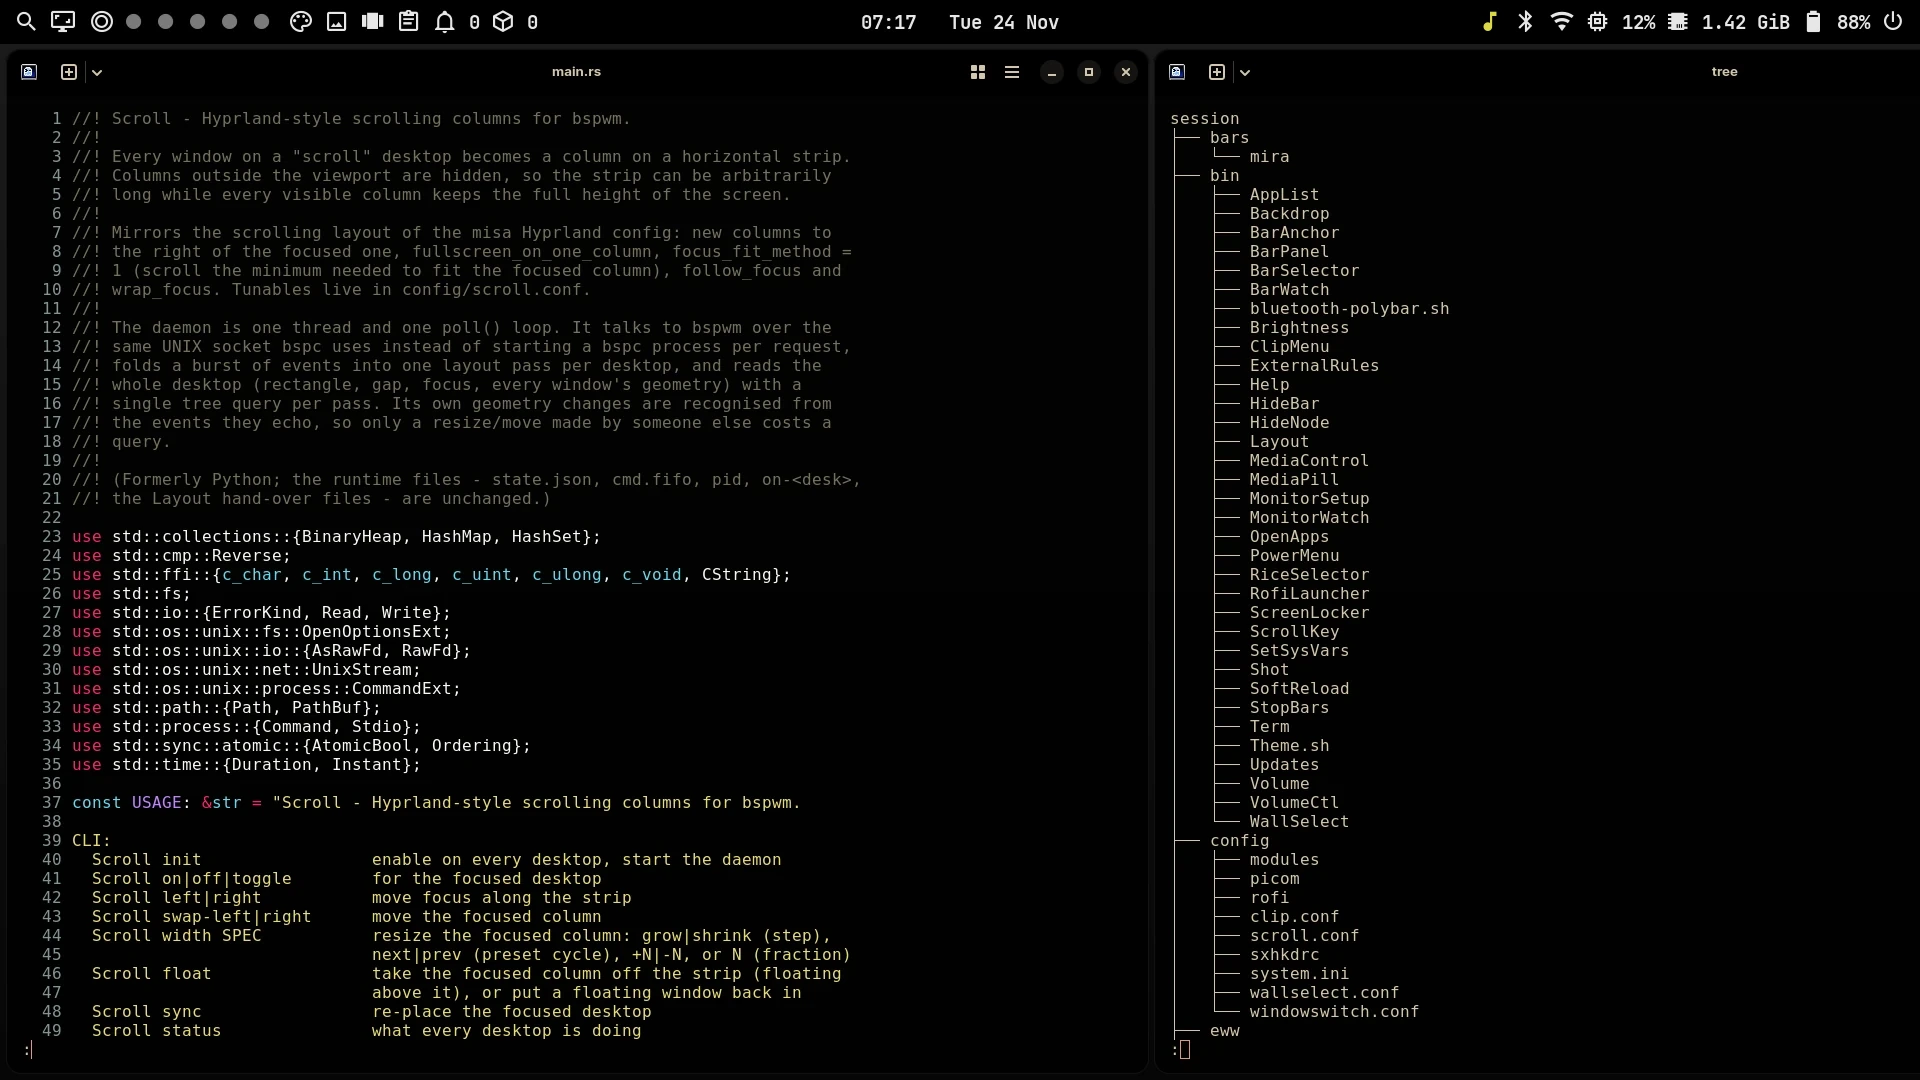 0 0 07:17 Tue 24 Nov 12% 1.42 GiB 88%
main.rs
1 //! Scroll - Hyprland-style scrolling columns for bspwm.
2 //!
3 //! Every window on a "scroll" desktop becomes a column on a horizontal strip.
4 //! Columns outside the viewport are hidden, so the strip can be arbitrarily
5 //! long while every visible column keeps the full height of the screen.
6 //!
7 //! Mirrors the scrolling layout of the misa Hyprland config: new columns to
8 //! the right of the focused one, fullscreen_on_one_column, focus_fit_method =
9 //! 1 (scroll the minimum needed to fit the focused column), follow_focus and
10 //! wrap_focus. Tunables live in config/scroll.conf.
11 //!
12 //! The daemon is one thread and one poll() loop. It talks to bspwm over the
13 //! same UNIX socket bspc uses instead of starting a bspc process per request,
14 //! folds a burst of events into one layout pass per desktop, and reads the
15 //! whole desktop (rectangle, gap, focus, every window's geometry) with a
16 //! single tree query per pass. Its own geometry changes are recognised from
17 //! the events they echo, so only a resize/move made by someone else costs a
18 //! query.
19 //!
20 //! (Formerly Python; the runtime files - state.json, cmd.fifo, pid, on-<desk>,
21 //! the Layout hand-over files - are unchanged.)
22
23 use std::collections::{BinaryHeap, HashMap, HashSet};
24 use std::cmp::Reverse;
25 use std::ffi::{c_char, c_int, c_long, c_uint, c_ulong, c_void, CString};
26 use std::fs;
27 use std::io::{ErrorKind, Read, Write};
28 use std::os::unix::fs::OpenOptionsExt;
29 use std::os::unix::io::{AsRawFd, RawFd};
30 use std::os::unix::net::UnixStream;
31 use std::os::unix::process::CommandExt;
32 use std::path::{Path, PathBuf};
33 use std::process::{Command, Stdio};
34 use std::sync::atomic::{AtomicBool, Ordering};
35 use std::time::{Duration, Instant};
36
37 const USAGE: &str = "Scroll - Hyprland-style scrolling columns for bspwm.
38
39 CLI:
40 Scroll init enable on every desktop, start the daemon
41 Scroll on|off|toggle for the focused desktop
42 Scroll left|right move focus along the strip
43 Scroll swap-left|right move the focused column
44 Scroll width SPEC resize the focused column: grow|shrink (step),
45 next|prev (preset cycle), +N|-N, or N (fraction)
46 Scroll float take the focused column off the strip (floating
47 above it), or put a floating window back in
48 Scroll sync re-place the focused desktop
49 Scroll status what every desktop is doing
:
tree
session
├── bars
│   └── mira
├── bin
│   ├── AppList
│   ├── Backdrop
│   ├── BarAnchor
│   ├── BarPanel
│   ├── BarSelector
│   ├── BarWatch
│   ├── bluetooth-polybar.sh
│   ├── Brightness
│   ├── ClipMenu
│   ├── ExternalRules
│   ├── Help
│   ├── HideBar
│   ├── HideNode
│   ├── Layout
│   ├── MediaControl
│   ├── MediaPill
│   ├── MonitorSetup
│   ├── MonitorWatch
│   ├── OpenApps
│   ├── PowerMenu
│   ├── RiceSelector
│   ├── RofiLauncher
│   ├── ScreenLocker
│   ├── ScrollKey
│   ├── SetSysVars
│   ├── Shot
│   ├── SoftReload
│   ├── StopBars
│   ├── Term
│   ├── Theme.sh
│   ├── Updates
│   ├── Volume
│   ├── VolumeCtl
│   └── WallSelect
├── config
│   ├── modules
│   ├── picom
│   ├── rofi
│   ├── clip.conf
│   ├── scroll.conf
│   ├── sxhkdrc
│   ├── system.ini
│   ├── wallselect.conf
│   └── windowswitch.conf
├── eww
: